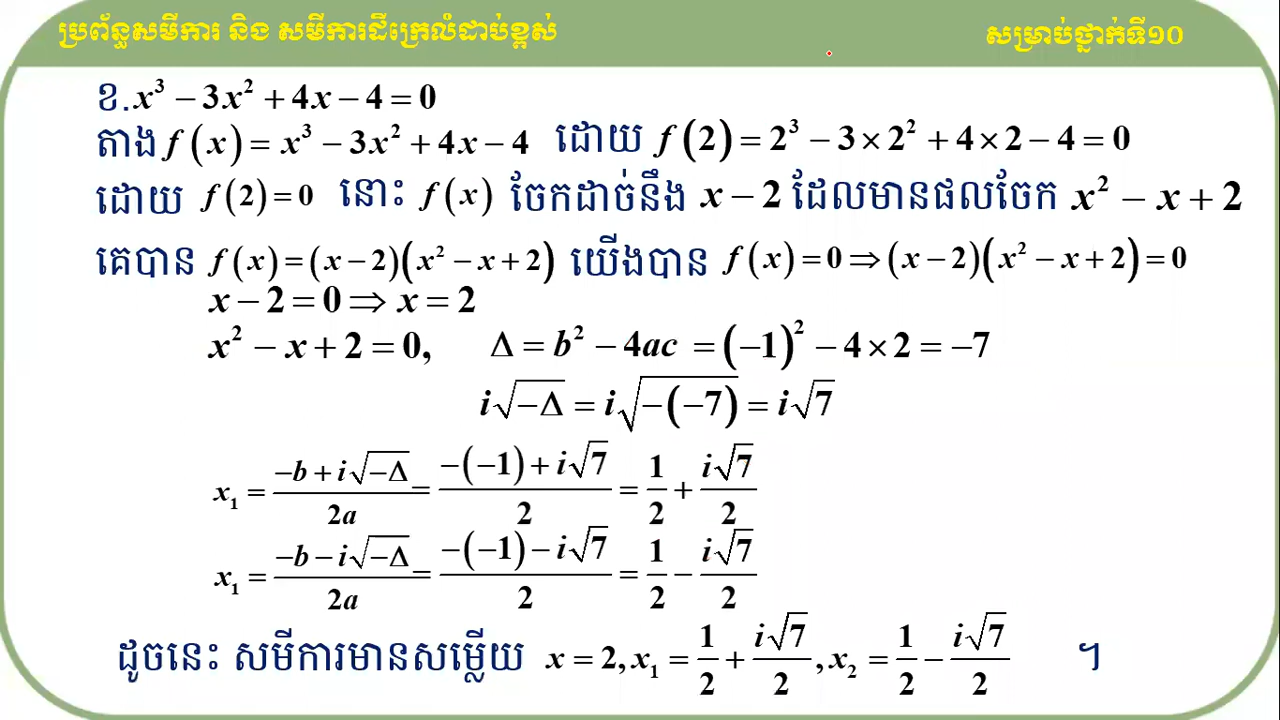 ប្រព័ន្ធសមីការ និង សមីការដឺក្រេលំដាប់ខ្ពស់ សម្រាប់ថ្នាក់ទី១០
ខ. x³ − 3x² + 4x − 4 = 0
តាង f(x) = x³ − 3x² + 4x − 4 ដោយ f(2) = 2³ − 3×2² + 4×2 − 4 = 0
ដោយ f(2) = 0 នោះ f(x) ចែកដាច់នឹង x − 2 ដែលមានផលចែក x² − x + 2
គេបាន f(x) = (x − 2)(x² − x + 2) យើងបាន f(x) = 0 ⇒ (x − 2)(x² − x + 2) = 0
x − 2 = 0 ⇒ x = 2
x² − x + 2 = 0, Δ = b² − 4ac = (−1)² − 4×2 = −7
i√−Δ = i√−(−7) = i√7
x₁ = (−b + i√−Δ)/2a = (−(−1) + i√7)/2 = 1/2 + i√7/2
x₁ = (−b − i√−Δ)/2a = (−(−1) − i√7)/2 = 1/2 − i√7/2
ដូចនេះ សមីការមានសម្លើយ x = 2, x₁ = 1/2 + i√7/2, x₂ = 1/2 − i√7/2 ។